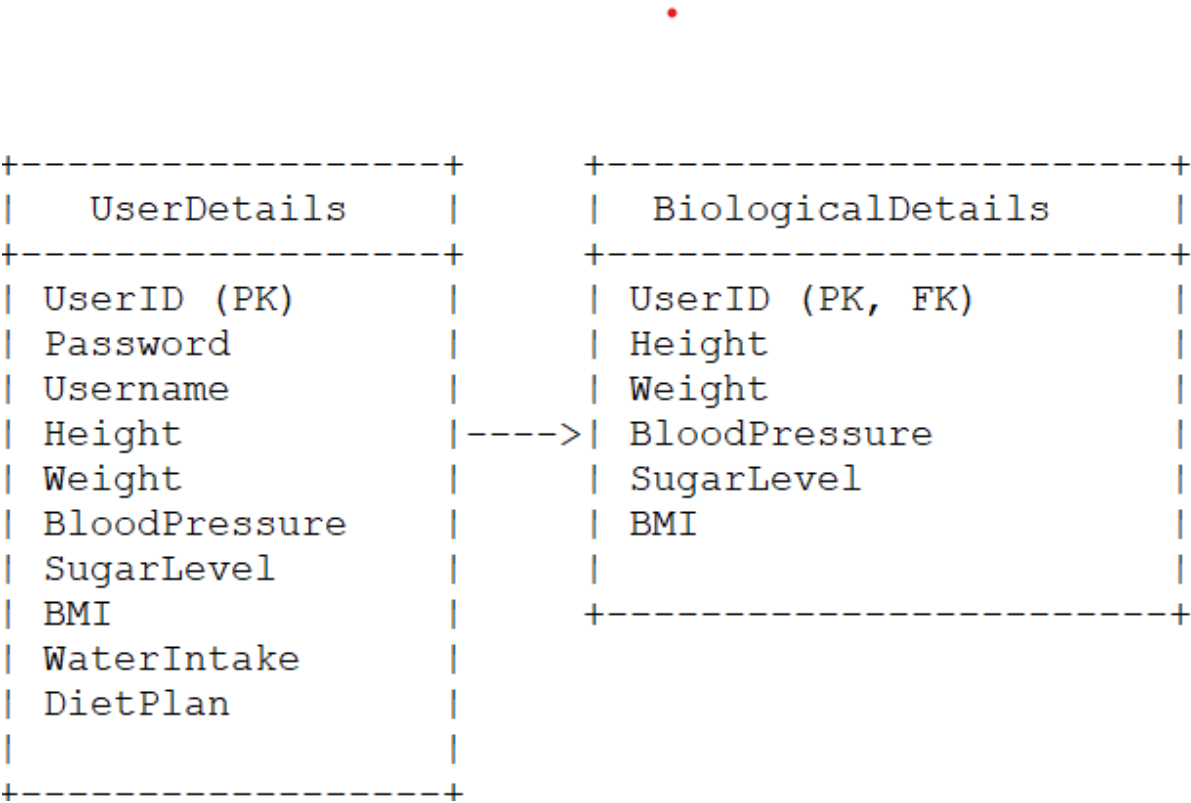 +------------------+     +------------------------+
|   UserDetails    |     |  BiologicalDetails     |
+------------------+     +------------------------+
| UserID (PK)      |     | UserID (PK, FK)        |
| Password         |     | Height                 |
| Username         |     | Weight                 |
| Height           |---->| BloodPressure          |
| Weight           |     | SugarLevel             |
| BloodPressure    |     | BMI                    |
| SugarLevel       |     |                        |
| BMI              |     +------------------------+
| WaterIntake      |
| DietPlan         |
|                  |
+------------------+